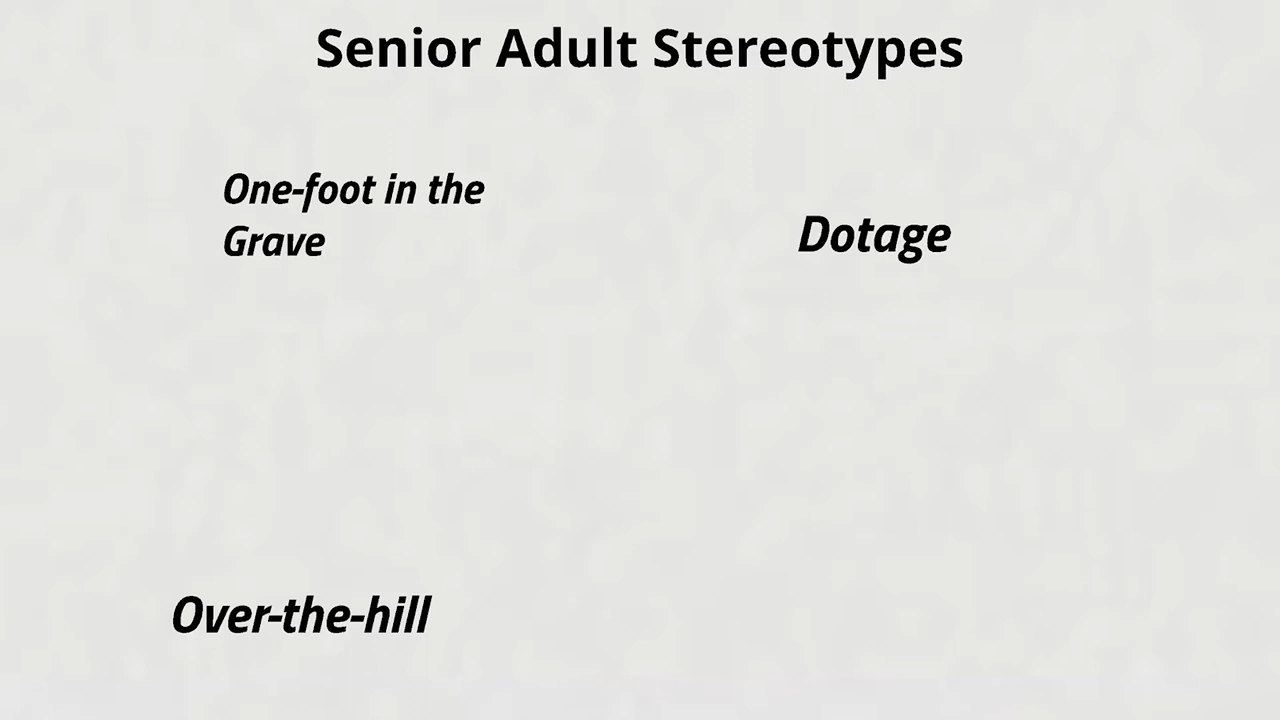 Senior Adult Stereotypes
One-foot in the
Grave
Dotage
Over-the-hill